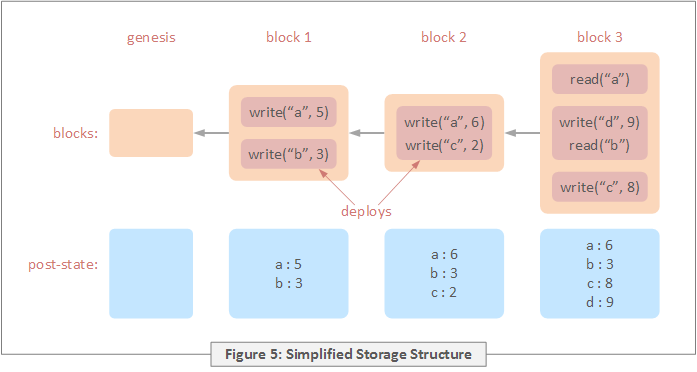 genesis
block 1
block 2
block 3
blocks:
write(“a”, 5)
write(“b”, 3)
write(“a”, 6)
write(“c”, 2)
read(“a”)
write(“d”, 9)
read(“b”)
write(“c”, 8)
deploys
post-state:
a : 5
b : 3
a : 6
b : 3
c : 2
a : 6
b : 3
c : 8
d : 9
Figure 5: Simplified Storage Structure